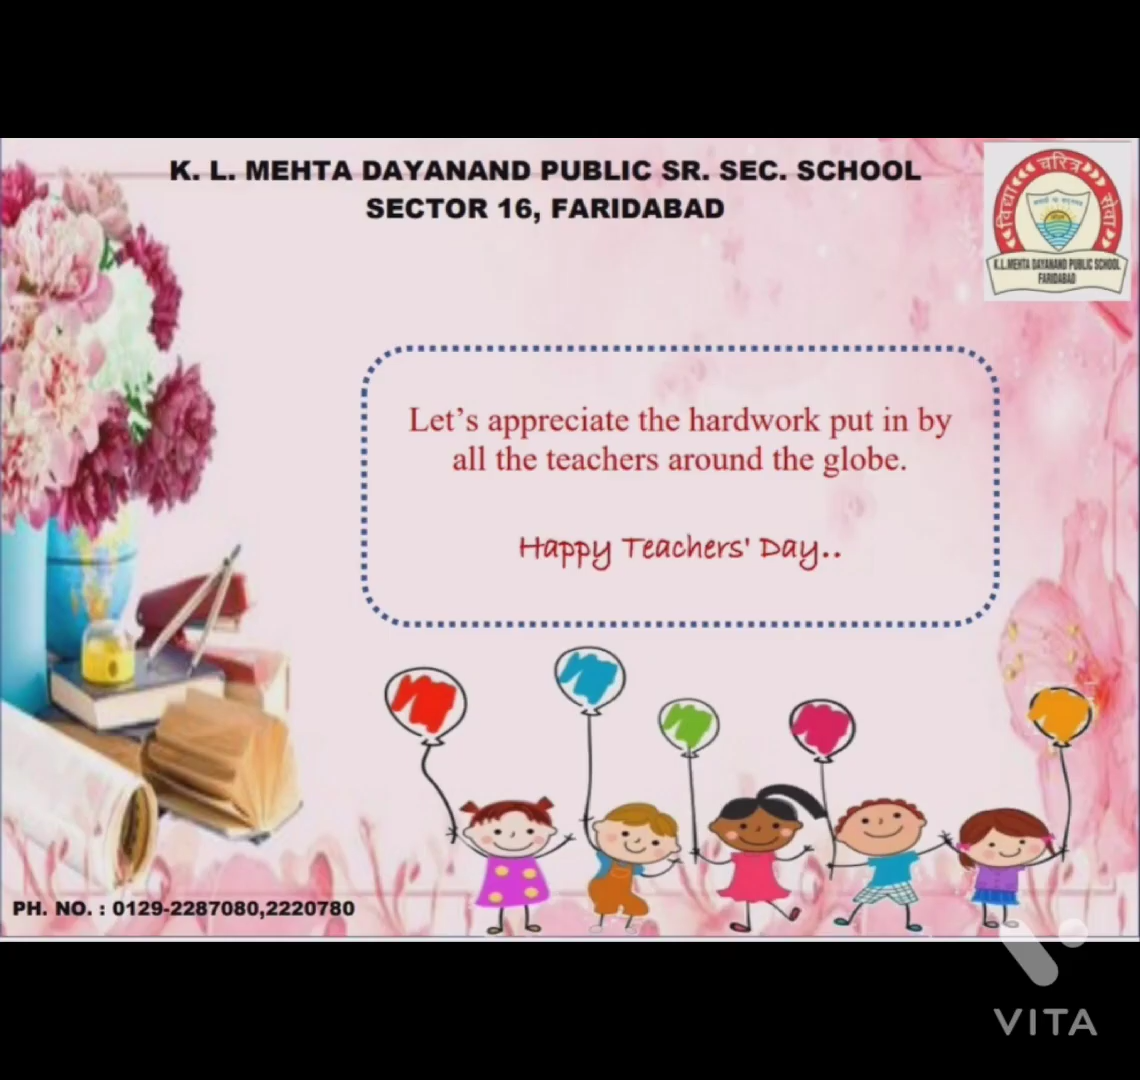 K. L. MEHTA DAYANAND PUBLIC SR. SEC. SCHOOL
SECTOR 16, FARIDABAD
विद्या चरित्र सेवा
K.L.MEHTA DAYANAND PUBLIC SCHOOL
FARIDABAD
Let’s appreciate the hardwork put in by
all the teachers around the globe.
Happy Teachers' Day..
PH. NO. : 0129-2287080,2220780
VITA